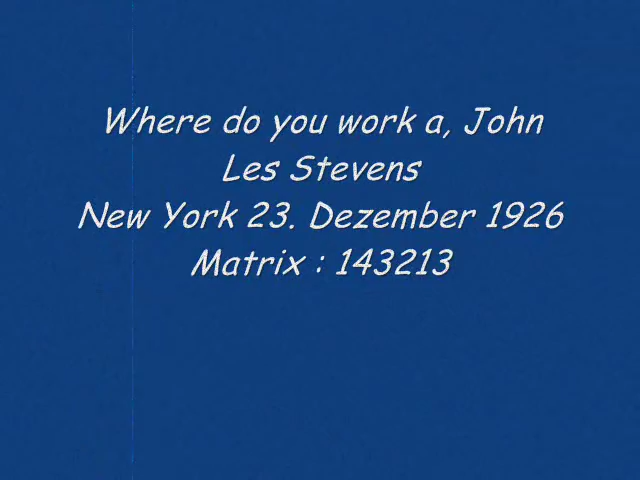 Where do you work a, John
Les Stevens
New York 23. Dezember 1926
Matrix : 143213